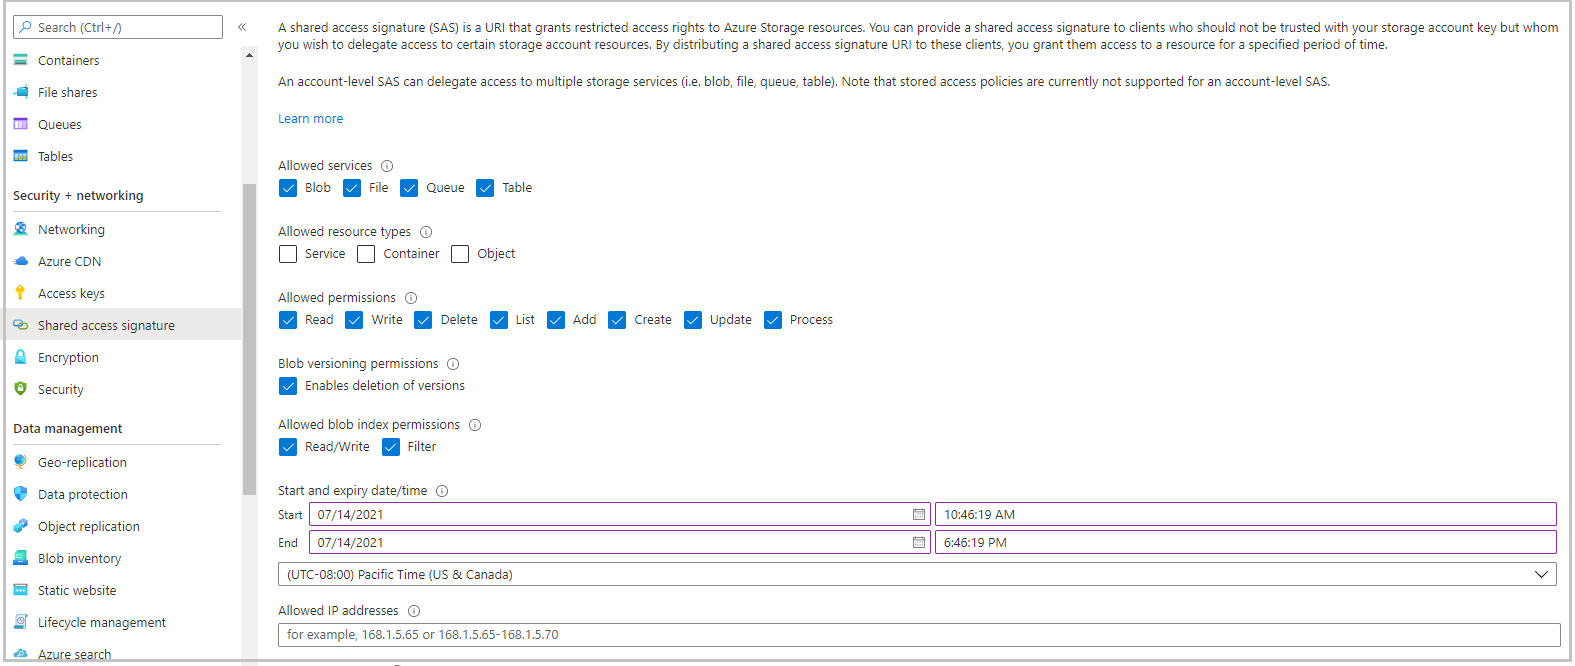 Search (Ctrl+/)
«
Containers
File shares
Queues
Tables
Security + networking
Networking
Azure CDN
Access keys
Shared access signature
Encryption
Security
Data management
Geo-replication
Data protection
Object replication
Blob inventory
Static website
Lifecycle management
Azure search
A shared access signature (SAS) is a URI that grants restricted access rights to Azure Storage resources. You can provide a shared access signature to clients who should not be trusted with your storage account key but whom
you wish to delegate access to certain storage account resources. By distributing a shared access signature URI to these clients, you grant them access to a resource for a specified period of time.
An account-level SAS can delegate access to multiple storage services (i.e. blob, file, queue, table). Note that stored access policies are currently not supported for an account-level SAS.
Learn more
Allowed services
Blob File Queue Table
Allowed resource types
Service Container Object
Allowed permissions
Read Write Delete List Add Create Update Process
Blob versioning permissions
Enables deletion of versions
Allowed blob index permissions
Read/Write Filter
Start and expiry date/time
Start 07/14/2021 10:46:19 AM
End 07/14/2021 6:46:19 PM
(UTC-08:00) Pacific Time (US & Canada)
Allowed IP addresses
for example, 168.1.5.65 or 168.1.5.65-168.1.5.70